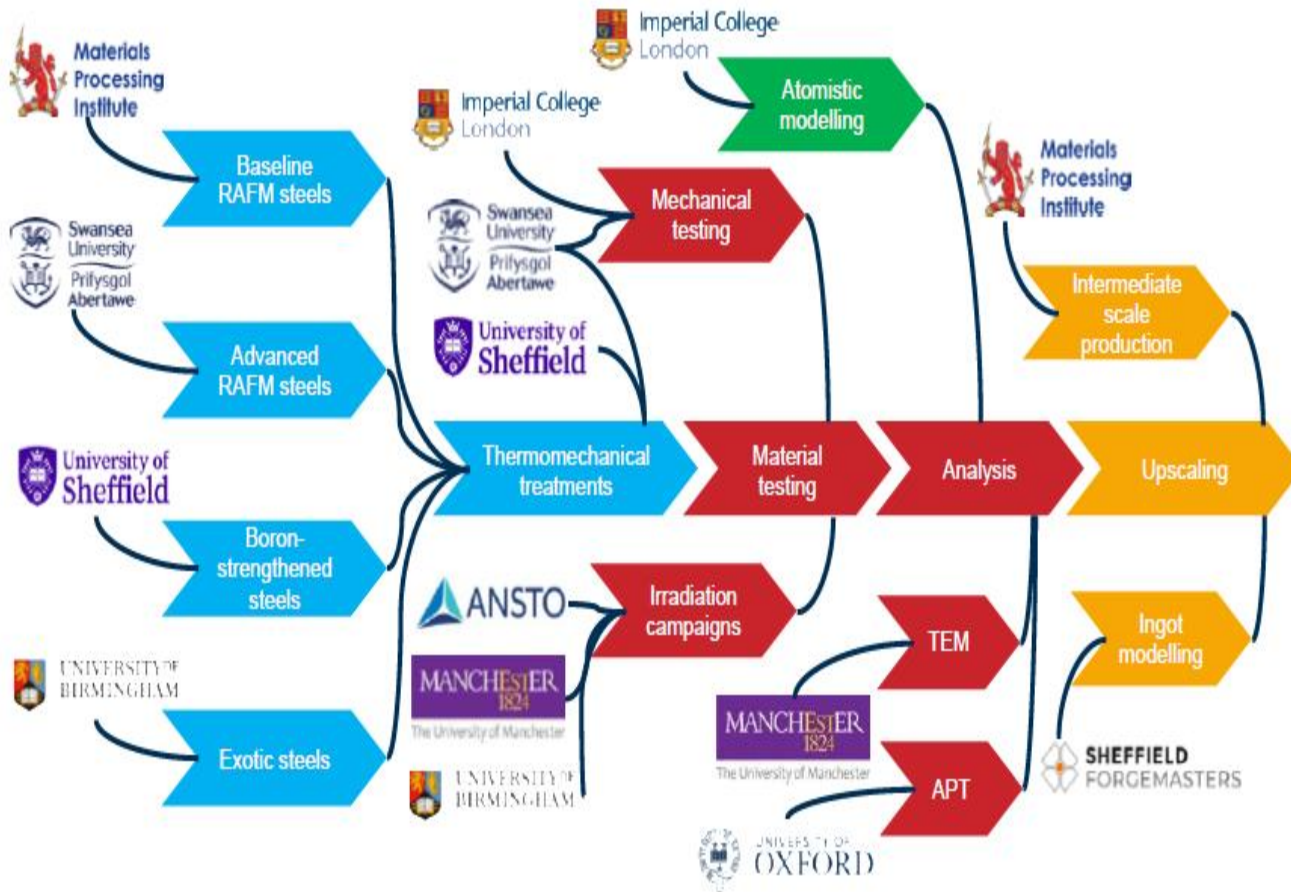 Materials
Processing
Institute
Baseline
RAFM steels
Swansea
University
Prifysgol
Abertawe
Advanced
RAFM steels
University of
Sheffield
Boron-
strengthened
steels
UNIVERSITY OF
BIRMINGHAM
Exotic steels
Imperial College
London
Mechanical
testing
Swansea
University
Prifysgol
Abertawe
University of
Sheffield
Thermomechanical
treatments
Material
testing
Analysis
Upscaling
Imperial College
London
Atomistic
modelling
Materials
Processing
Institute
Intermediate
scale
production
ANSTO
MANCHESTER
1824
The University of Manchester
UNIVERSITY OF
BIRMINGHAM
Irradiation
campaigns
TEM
MANCHESTER
1824
The University of Manchester
APT
UNIVERSITY OF
OXFORD
Ingot
modelling
SHEFFIELD
FORGEMASTERS